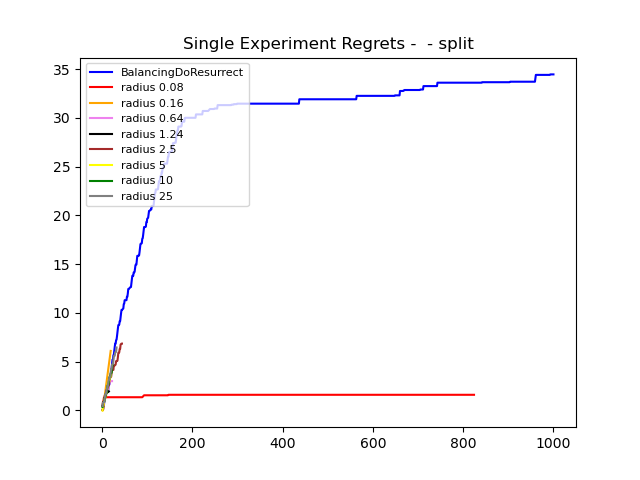 Single Experiment Regrets -  - split
BalancingDoResurrect
radius 0.08
radius 0.16
radius 0.64
radius 1.24
radius 2.5
radius 5
radius 10
radius 25
35
30
25
20
15
10
5
0
0 200 400 600 800 1000